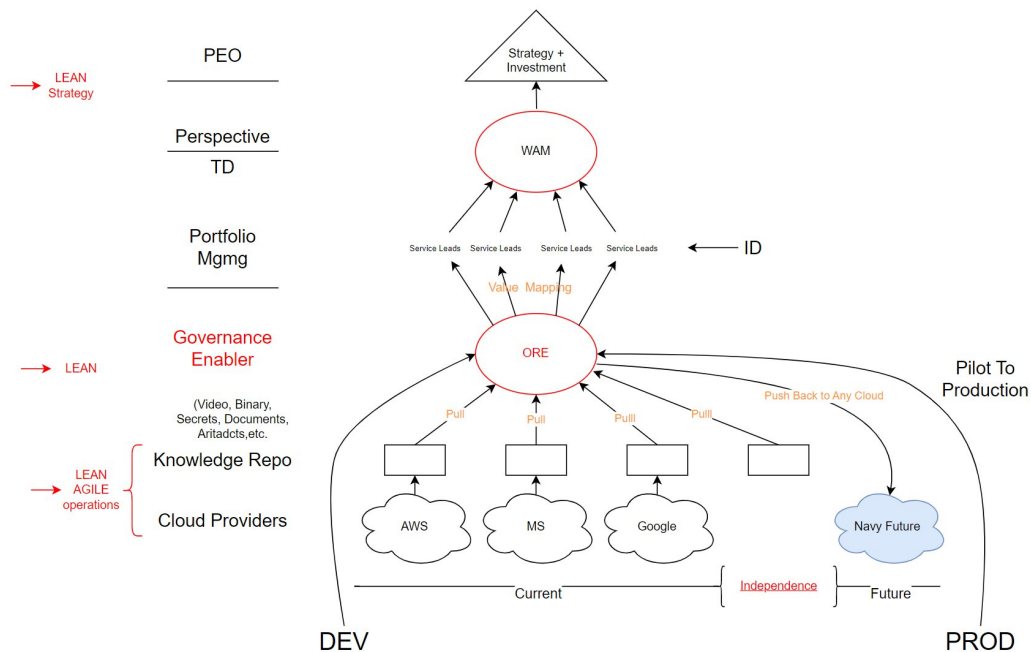 PEO
Strategy +
Investment
LEAN
Strategy
Perspective
TD
WAM
Portfolio
Mgmg
Service Leads
Service Leads
Service Leads
Service Leads
ID
Value Mapping
Governance
Enabler
ORE
LEAN
Pilot To
Production
Push Back to Any Cloud
(Video, Binary,
Secrets, Documents,
Aritadcts,etc.
Pull
Pull
Pulll
Pulll
Knowledge Repo
LEAN
AGILE
operations
Cloud Providers
AWS
MS
Google
Navy Future
Current
Independence
Future
DEV
PROD